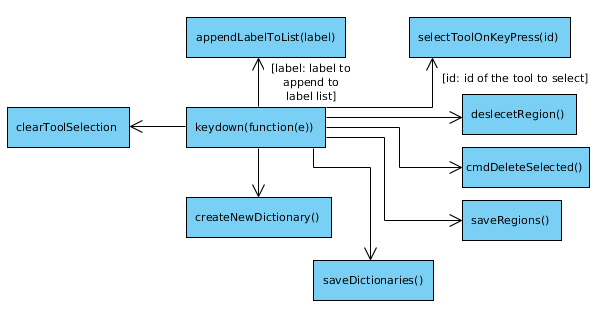 appendLabelToList(label)
selectToolOnKeyPress(id)
[label: label to
append to
label list]
[id: id of the tool to select]
clearToolSelection
keydown(function(e))
deslecetRegion()
cmdDeleteSelected()
createNewDictionary()
saveRegions()
saveDictionaries()